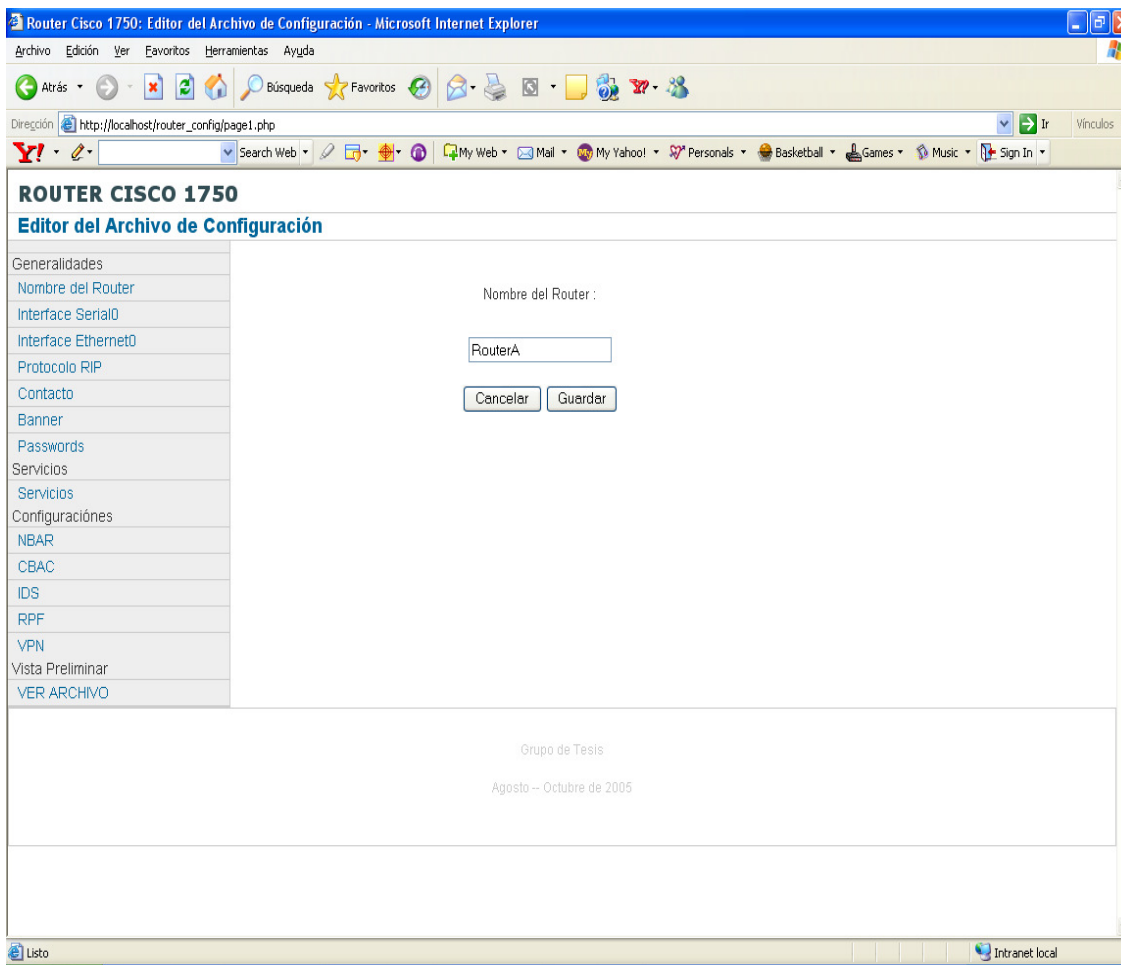 Router Cisco 1750: Editor del Archivo de Configuración - Microsoft Internet Explorer
Archivo Edición Ver Favoritos Herramientas Ayuda
Atrás Búsqueda Favoritos
Dirección http://localhost/router_config/page1.php Ir Vínculos
Y! Search Web My Web Mail My Yahoo! Personals Basketball Games Music Sign In
ROUTER CISCO 1750
Editor del Archivo de Configuración
Generalidades
Nombre del Router
Interface Serial0
Interface Ethernet0
Protocolo RIP
Contacto
Banner
Passwords
Servicios
Servicios
Configuraciónes
NBAR
CBAC
IDS
RPF
VPN
Vista Preliminar
VER ARCHIVO
Nombre del Router :
RouterA
Cancelar Guardar
Grupo de Tesis
Agosto – Octubre de 2005
Listo Intranet local